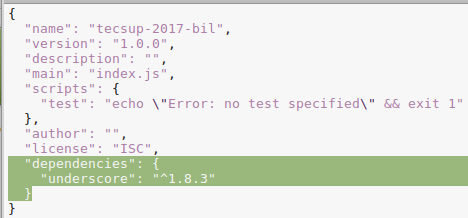 {
  "name": "tecsup-2017-bil",
  "version": "1.0.0",
  "description": "",
  "main": "index.js",
  "scripts": {
    "test": "echo \"Error: no test specified\" && exit 1"
  },
  "author": "",
  "license": "ISC",
  "dependencies": {
    "underscore": "^1.8.3"
  }
}